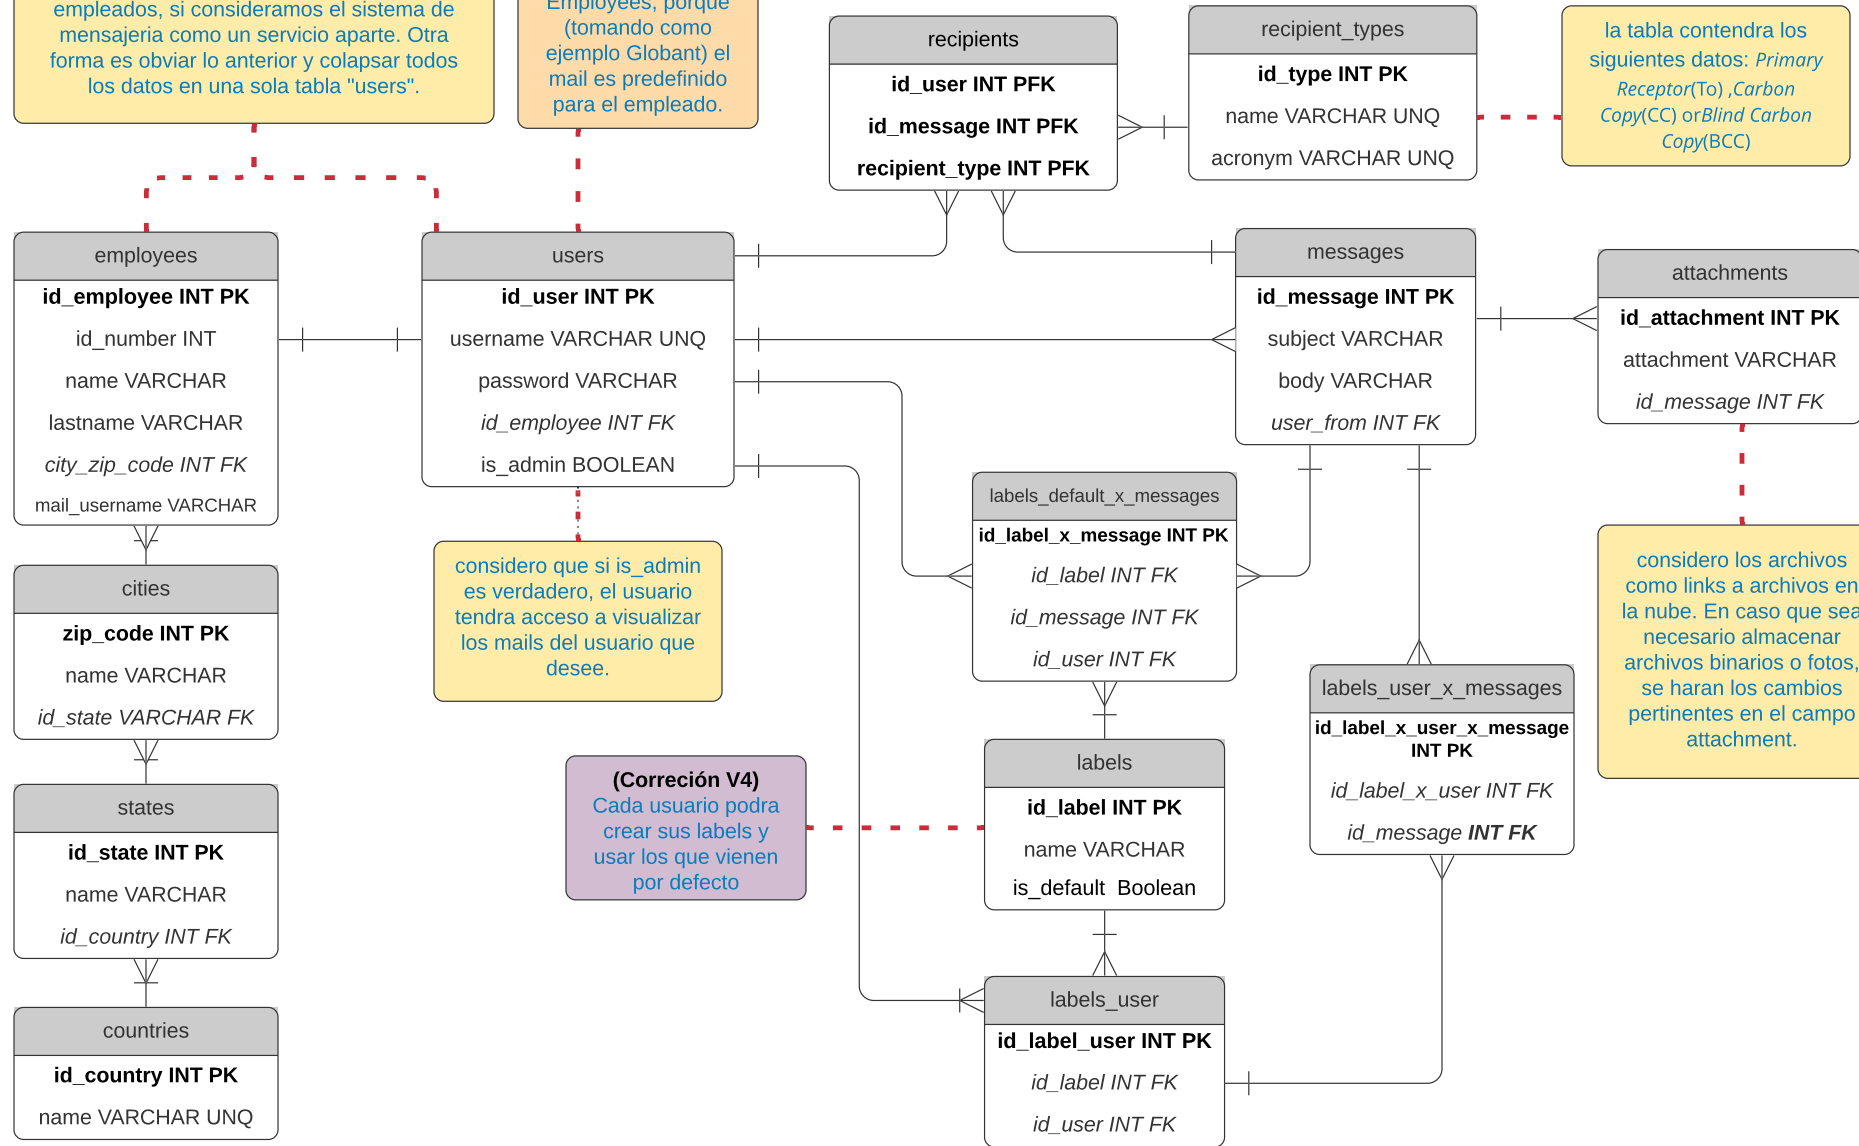 empleados, si consideramos el sistema de
mensajeria como un servicio aparte. Otra
forma es obviar lo anterior y colapsar todos
los datos en una sola tabla "users".
Employees, porque
(tomando como
ejemplo Globant) el
mail es predefinido
para el empleado.
recipients
id_user INT PFK
id_message INT PFK
recipient_type INT PFK
recipient_types
id_type INT PK
name VARCHAR UNQ
acronym VARCHAR UNQ
la tabla contendra los
siguientes datos: Primary
Receptor(To) ,Carbon
Copy(CC) orBlind Carbon
Copy(BCC)
employees
id_employee INT PK
id_number INT
name VARCHAR
lastname VARCHAR
city_zip_code INT FK
mail_username VARCHAR
users
id_user INT PK
username VARCHAR UNQ
password VARCHAR
id_employee INT FK
is_admin BOOLEAN
messages
id_message INT PK
subject VARCHAR
body VARCHAR
user_from INT FK
attachments
id_attachment INT PK
attachment VARCHAR
id_message INT FK
considero que si is_admin
es verdadero, el usuario
tendra acceso a visualizar
los mails del usuario que
desee.
labels_default_x_messages
id_label_x_message INT PK
id_label INT FK
id_message INT FK
id_user INT FK
considero los archivos
como links a archivos en
la nube. En caso que sea
necesario almacenar
archivos binarios o fotos,
se haran los cambios
pertinentes en el campo
attachment.
cities
zip_code INT PK
name VARCHAR
id_state VARCHAR FK
labels_user_x_messages
id_label_x_user_x_message
INT PK
id_label_x_user INT FK
id_message INT FK
(Correción V4)
Cada usuario podra
crear sus labels y
usar los que vienen
por defecto
labels
id_label INT PK
name VARCHAR
is_default Boolean
states
id_state INT PK
name VARCHAR
id_country INT FK
labels_user
id_label_user INT PK
id_label INT FK
id_user INT FK
countries
id_country INT PK
name VARCHAR UNQ